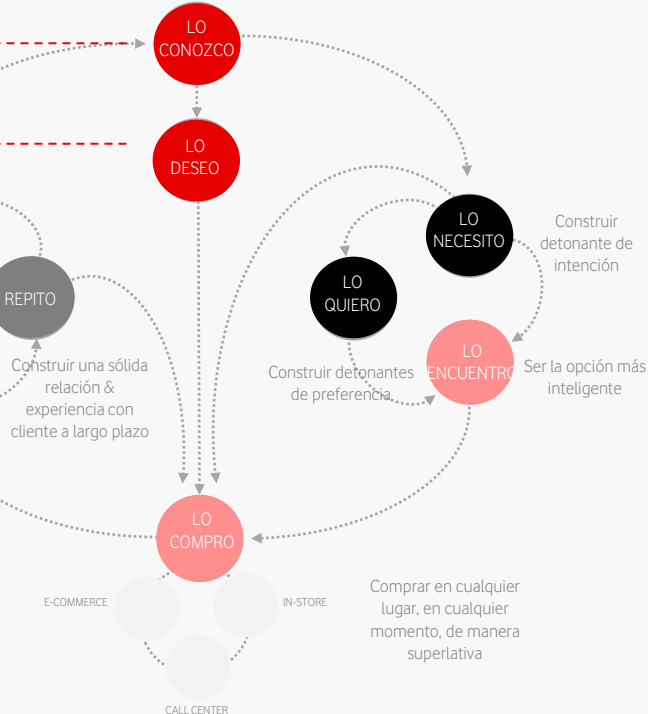 LO
CONOZCO
LO
DESEO
LO
NECESITO
Construir
detonante de
intención
LO
QUIERO
REPITO
LO
ENCUENTRO
Ser la opción más
inteligente
Construir detonantes
de preferencia
Construir una sólida
relación &
experiencia con
cliente a largo plazo
LO
COMPRO
E-COMMERCE
IN-STORE
CALL CENTER
Comprar en cualquier
lugar, en cualquier
momento, de manera
superlativa